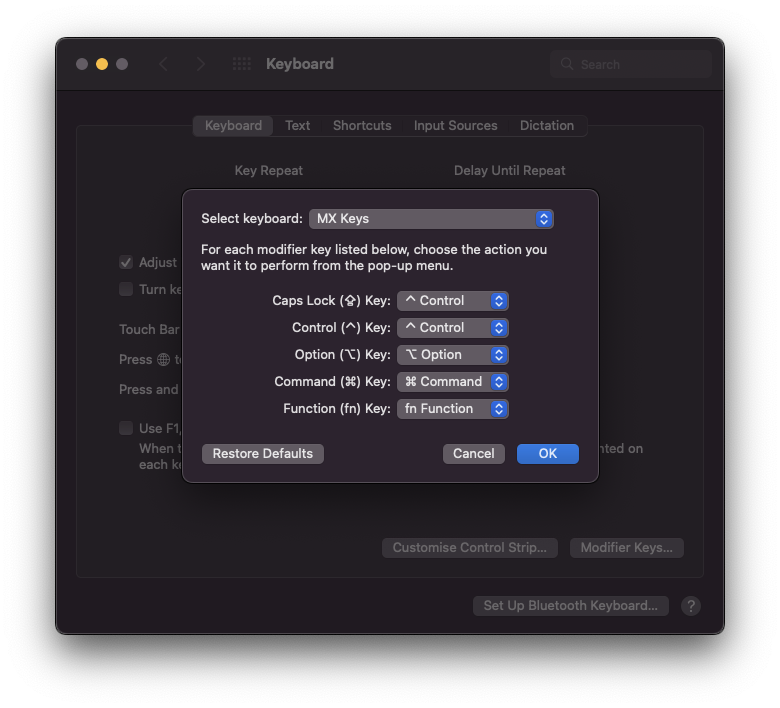 Keyboard
Search
Keyboard Text Shortcuts Input Sources Dictation
Key Repeat Delay Until Repeat
Select keyboard: MX Keys
For each modifier key listed below, choose the action you
want it to perform from the pop-up menu.
Adjust
Turn
Caps Lock (⇪) Key: ⌃ Control
Control (⌃) Key: ⌃ Control
Touch Bar
Option (⌥) Key: ⌥ Option
Press 🌐
Command (⌘) Key: ⌘ Command
Press and
Function (fn) Key: fn Function
Use F1,
When
each
on
Restore Defaults Cancel OK
Customise Control Strip... Modifier Keys...
Set Up Bluetooth Keyboard... ?